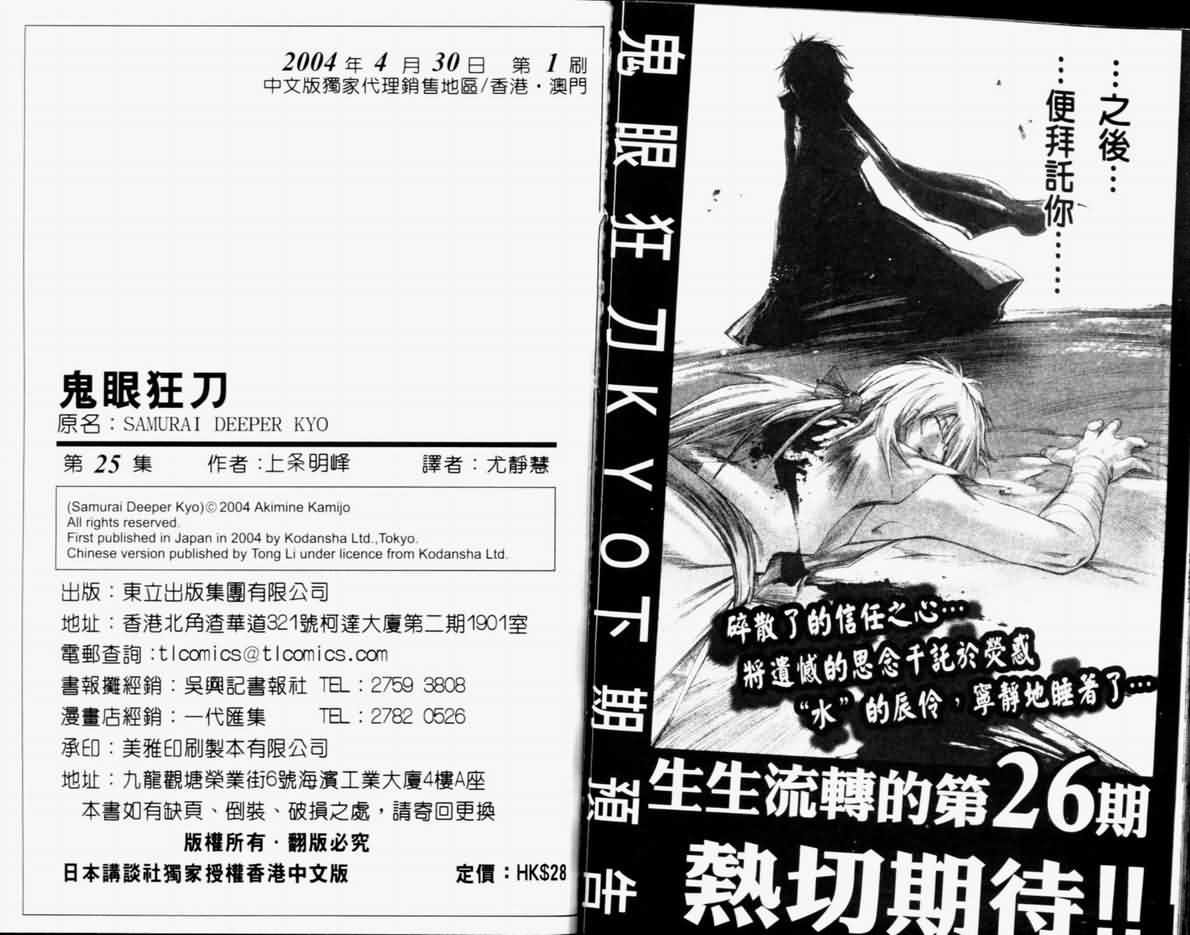 2004 年 4 月 30 日 第 1 刷
中文版獨家代理銷售地區/香港・澳門
鬼眼狂刀
原名：SAMURAI DEEPER KYO
第 25 集 作者：上条明峰 譯者：尤靜慧
(Samurai Deeper Kyo)© 2004 Akimine Kamijo
All rights reserved.
First published in Japan in 2004 by Kodansha Ltd.,Tokyo.
Chinese version published by Tong Li under licence from Kodansha Ltd.
出版：東立出版集團有限公司
地址：香港北角渣華道321號柯達大廈第二期1901室
電郵查詢：tlcomics@tlcomics.com
書報攤經銷：吳興記書報社 TEL：2759 3808
漫畫店經銷：一代匯集 TEL：2782 0526
承印：美雅印刷製本有限公司
地址：九龍觀塘榮業街6號海濱工業大廈4樓A座
本書如有缺頁、倒裝、破損之處，請寄回更換
版權所有・翻版必究
日本講談社獨家授權香港中文版 定價：HK$28
鬼眼狂刀KYO下期預告
…之後…
…便拜託你……
碎散了的信任之心…
將遺憾的思念千託於熒惑
“水”的辰伶，寧靜地睡着了…
生生流轉的第26期
熱切期待!!